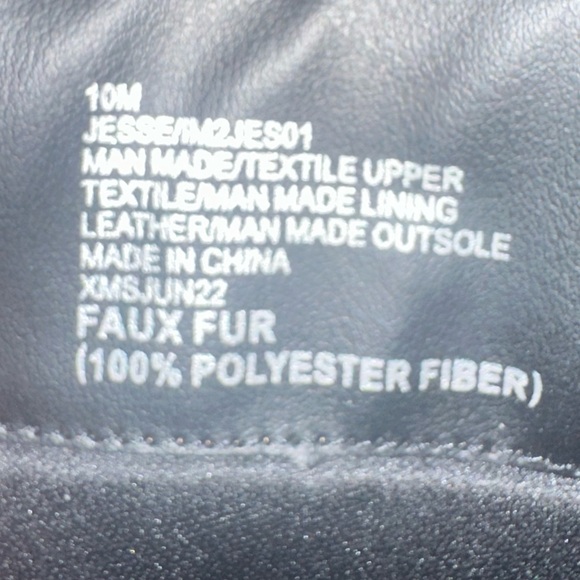 10M
JESSE/IM2JES01
MAN MADE/TEXTILE UPPER
TEXTILE/MAN MADE LINING
LEATHER/MAN MADE OUTSOLE
MADE IN CHINA
XMSJUN22
FAUX FUR
(100% POLYESTER FIBER)